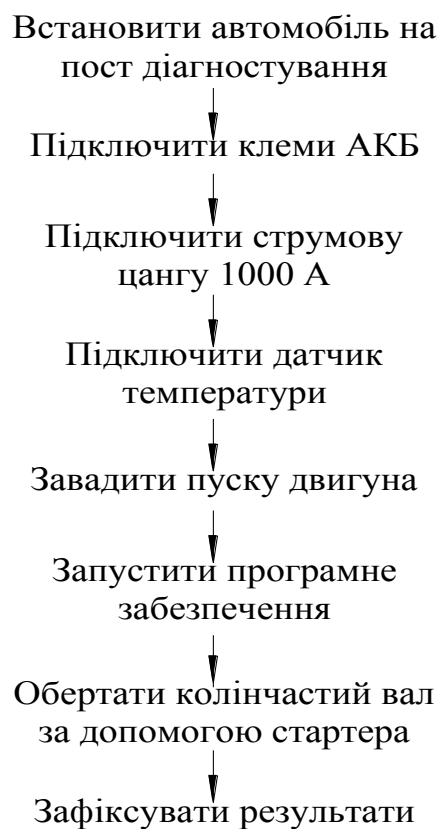 Встановити автомобіль на
пост діагностування
Підключити клеми АКБ
Підключити струмову
цангу 1000 А
Підключити датчик
температури
Завадити пуску двигуна
Запустити програмне
забезпечення
Обертати колінчастий вал
за допомогою стартера
Зафіксувати результати